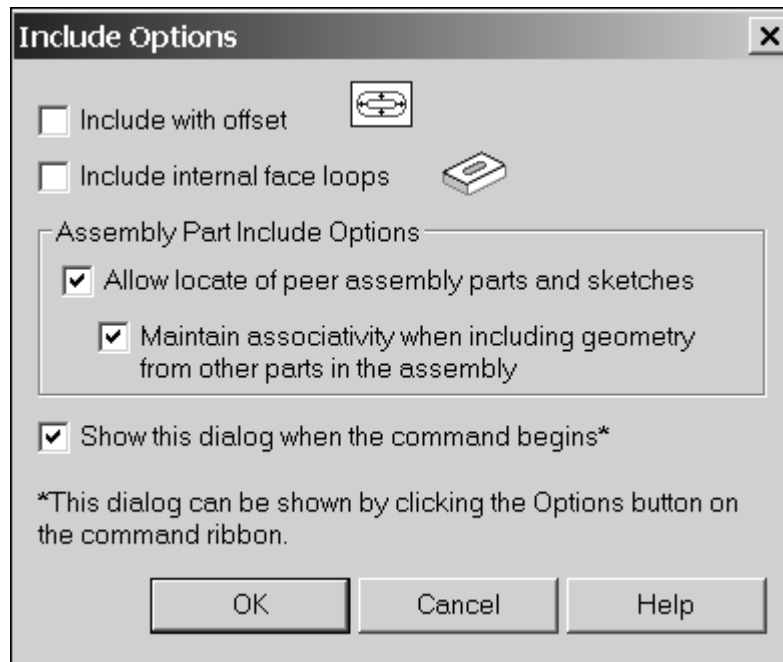 Include Options
Include with offset
Include internal face loops
Assembly Part Include Options
Allow locate of peer assembly parts and sketches
Maintain associativity when including geometry
from other parts in the assembly
Show this dialog when the command begins*
*This dialog can be shown by clicking the Options button on
the command ribbon.
OK
Cancel
Help